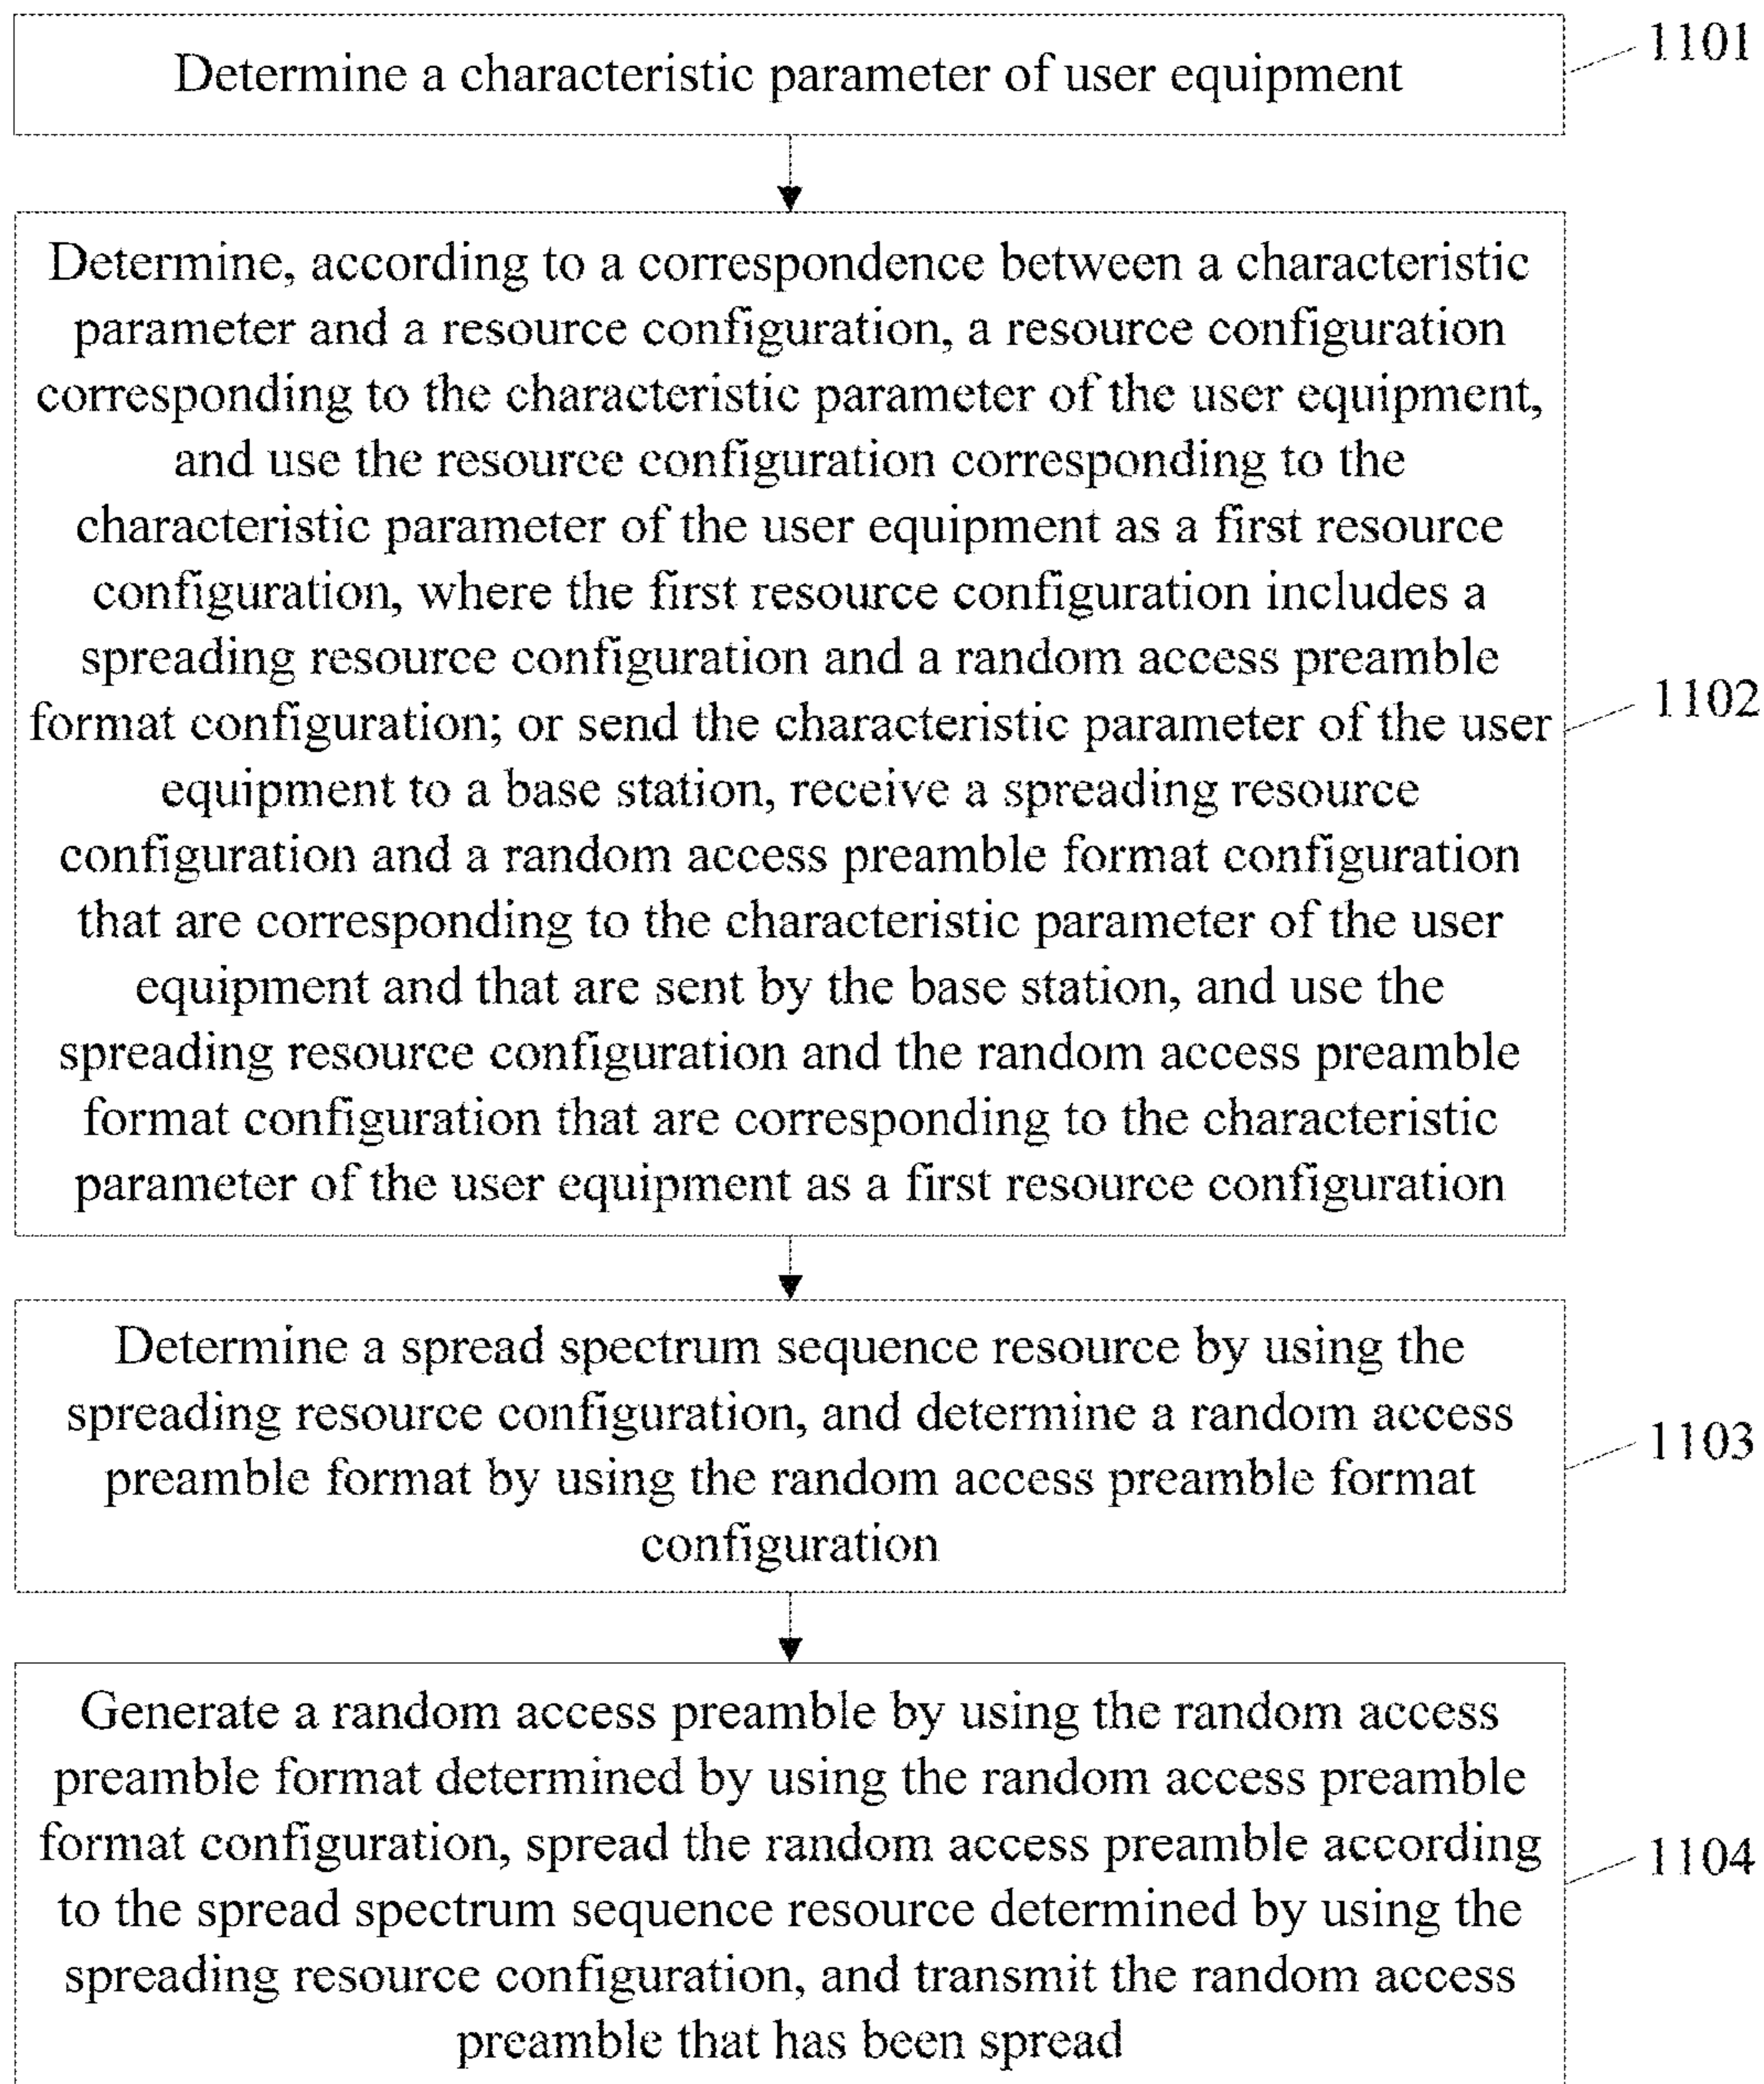 Determine a characteristic parameter of user equipment
1101
Determine, according to a correspondence between a characteristic
parameter and a resource configuration, a resource configuration
corresponding to the characteristic parameter of the user equipment,
and use the resource configuration corresponding to the
characteristic parameter of the user equipment as a first resource
configuration, where the first resource configuration includes a
spreading resource configuration and a random access preamble
format configuration; or send the characteristic parameter of the user
equipment to a base station, receive a spreading resource
configuration and a random access preamble format configuration
that are corresponding to the characteristic parameter of the user
equipment and that are sent by the base station, and use the
spreading resource configuration and the random access preamble
format configuration that are corresponding to the characteristic
parameter of the user equipment as a first resource configuration
1102
Determine a spread spectrum sequence resource by using the
spreading resource configuration, and determine a random access
preamble format by using the random access preamble format
configuration
1103
Generate a random access preamble by using the random access
preamble format determined by using the random access preamble
format configuration, spread the random access preamble according
to the spread spectrum sequence resource determined by using the
spreading resource configuration, and transmit the random access
preamble that has been spread
1104